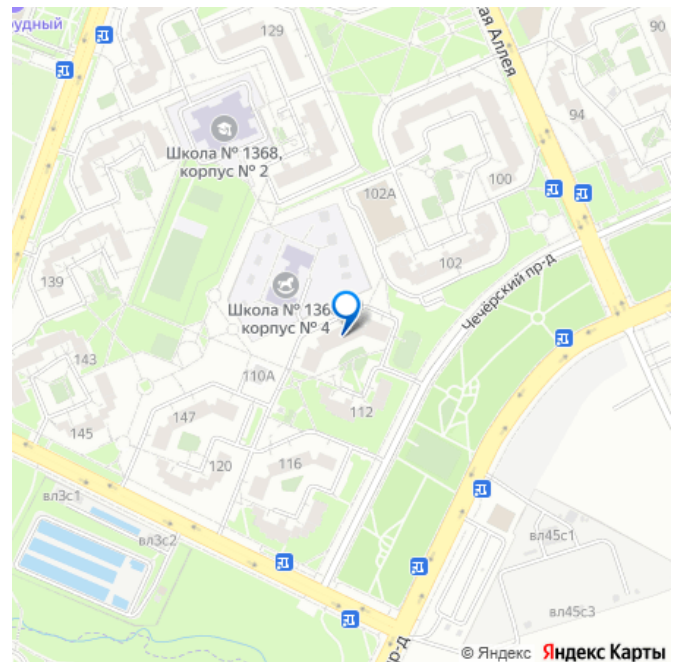 рудный
129
90
ая Аллея
94
Школа № 1368,
корпус № 2
102А
100
102
Чечёрский пр-д
139
Школа № 136
корпус № 4
143
110А
112
147
145
120
116
вл3с1
вл3с2
вл45с1
вл45с3
р-д
© Яндекс Яндекс Карты